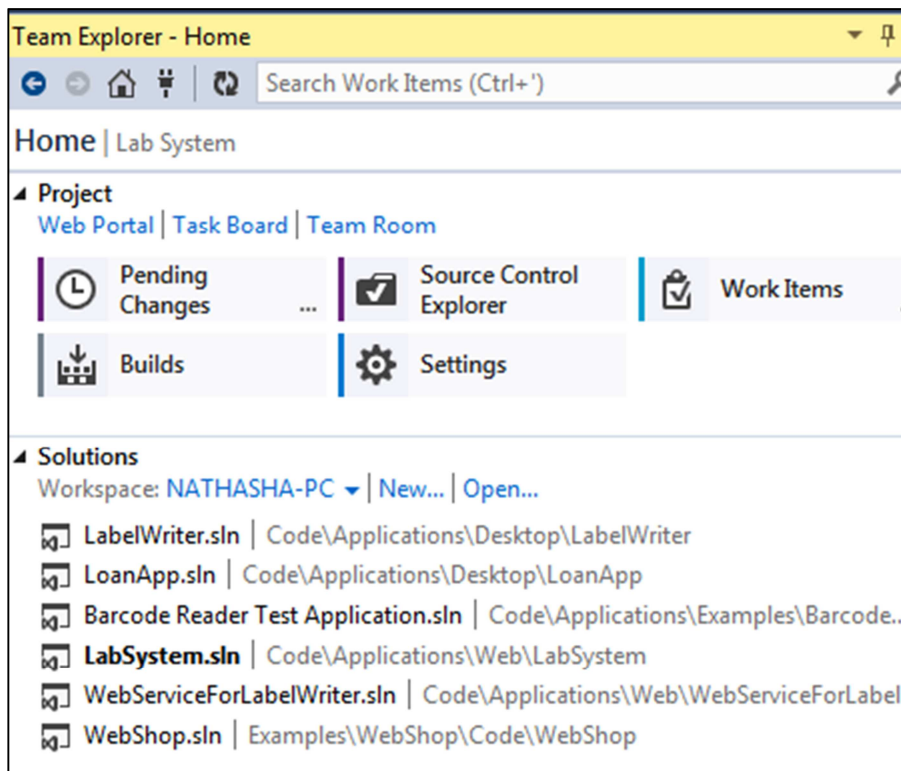 Team Explorer - Home
Search Work Items (Ctrl+')
Home | Lab System
Project
Web Portal | Task Board | Team Room
Pending Changes ...
Source Control Explorer
Work Items
Builds
Settings
Solutions
Workspace: NATHASHA-PC | New... | Open...
LabelWriter.sln | Code\Applications\Desktop\LabelWriter
LoanApp.sln | Code\Applications\Desktop\LoanApp
Barcode Reader Test Application.sln | Code\Applications\Examples\Barcode..
LabSystem.sln | Code\Applications\Web\LabSystem
WebServiceForLabelWriter.sln | Code\Applications\Web\WebServiceForLabel
WebShop.sln | Examples\WebShop\Code\WebShop